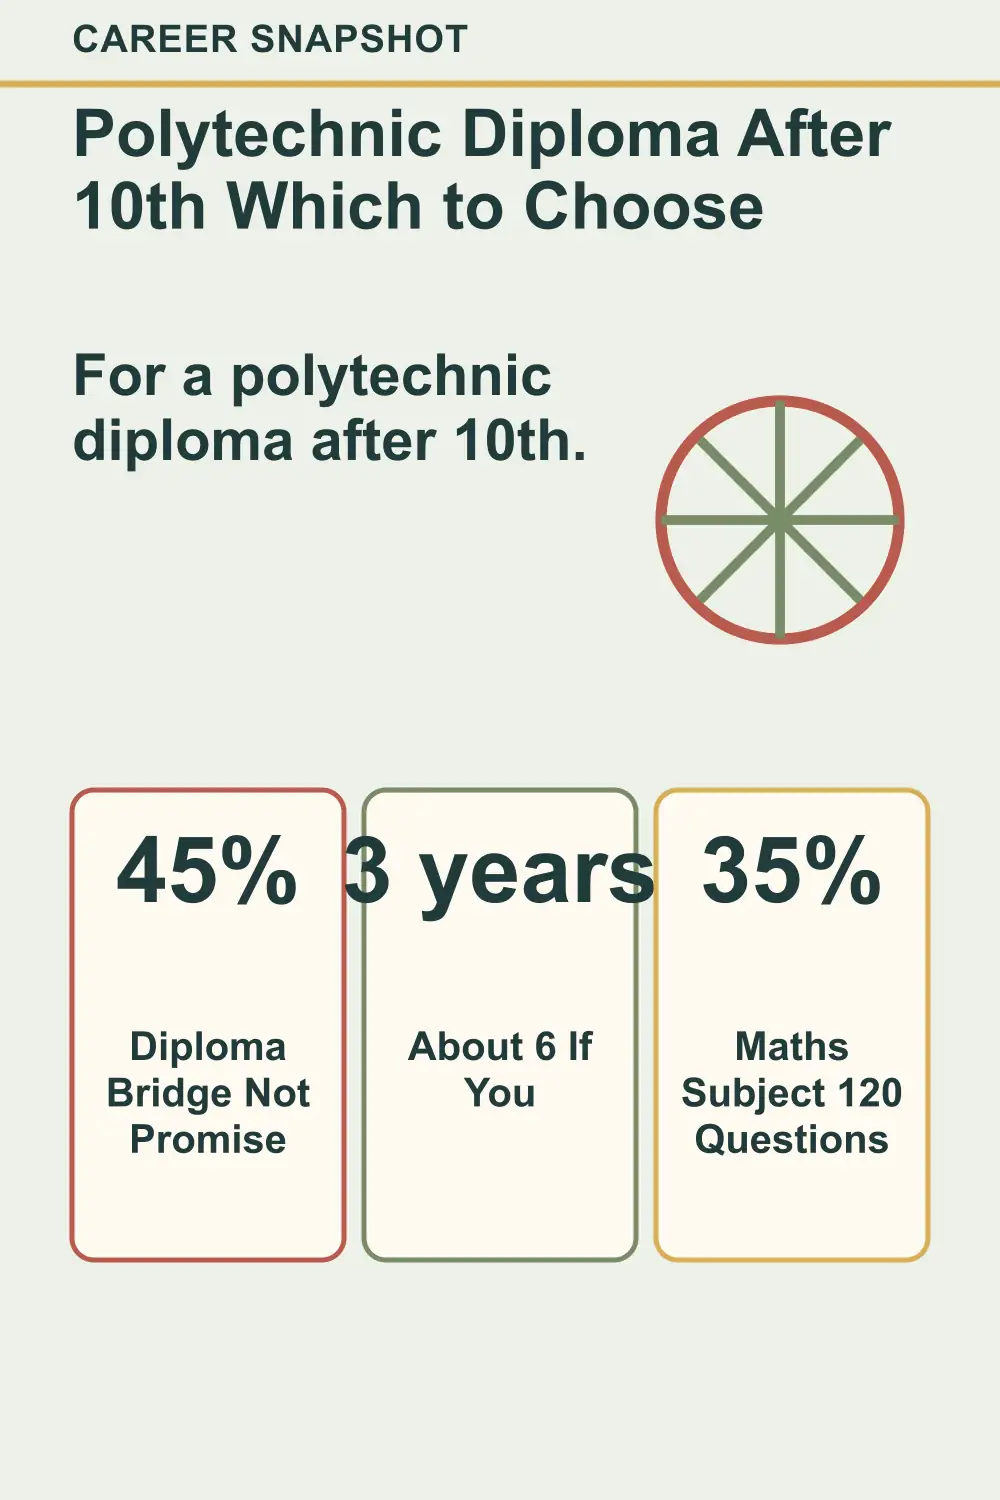 CAREER SNAPSHOT
Polytechnic Diploma After
10th Which to Choose
For a polytechnic
diploma after 10th.
45%
Diploma
Bridge Not
Promise
3 years
About 6 If
You
35%
Maths
Subject 120
Questions